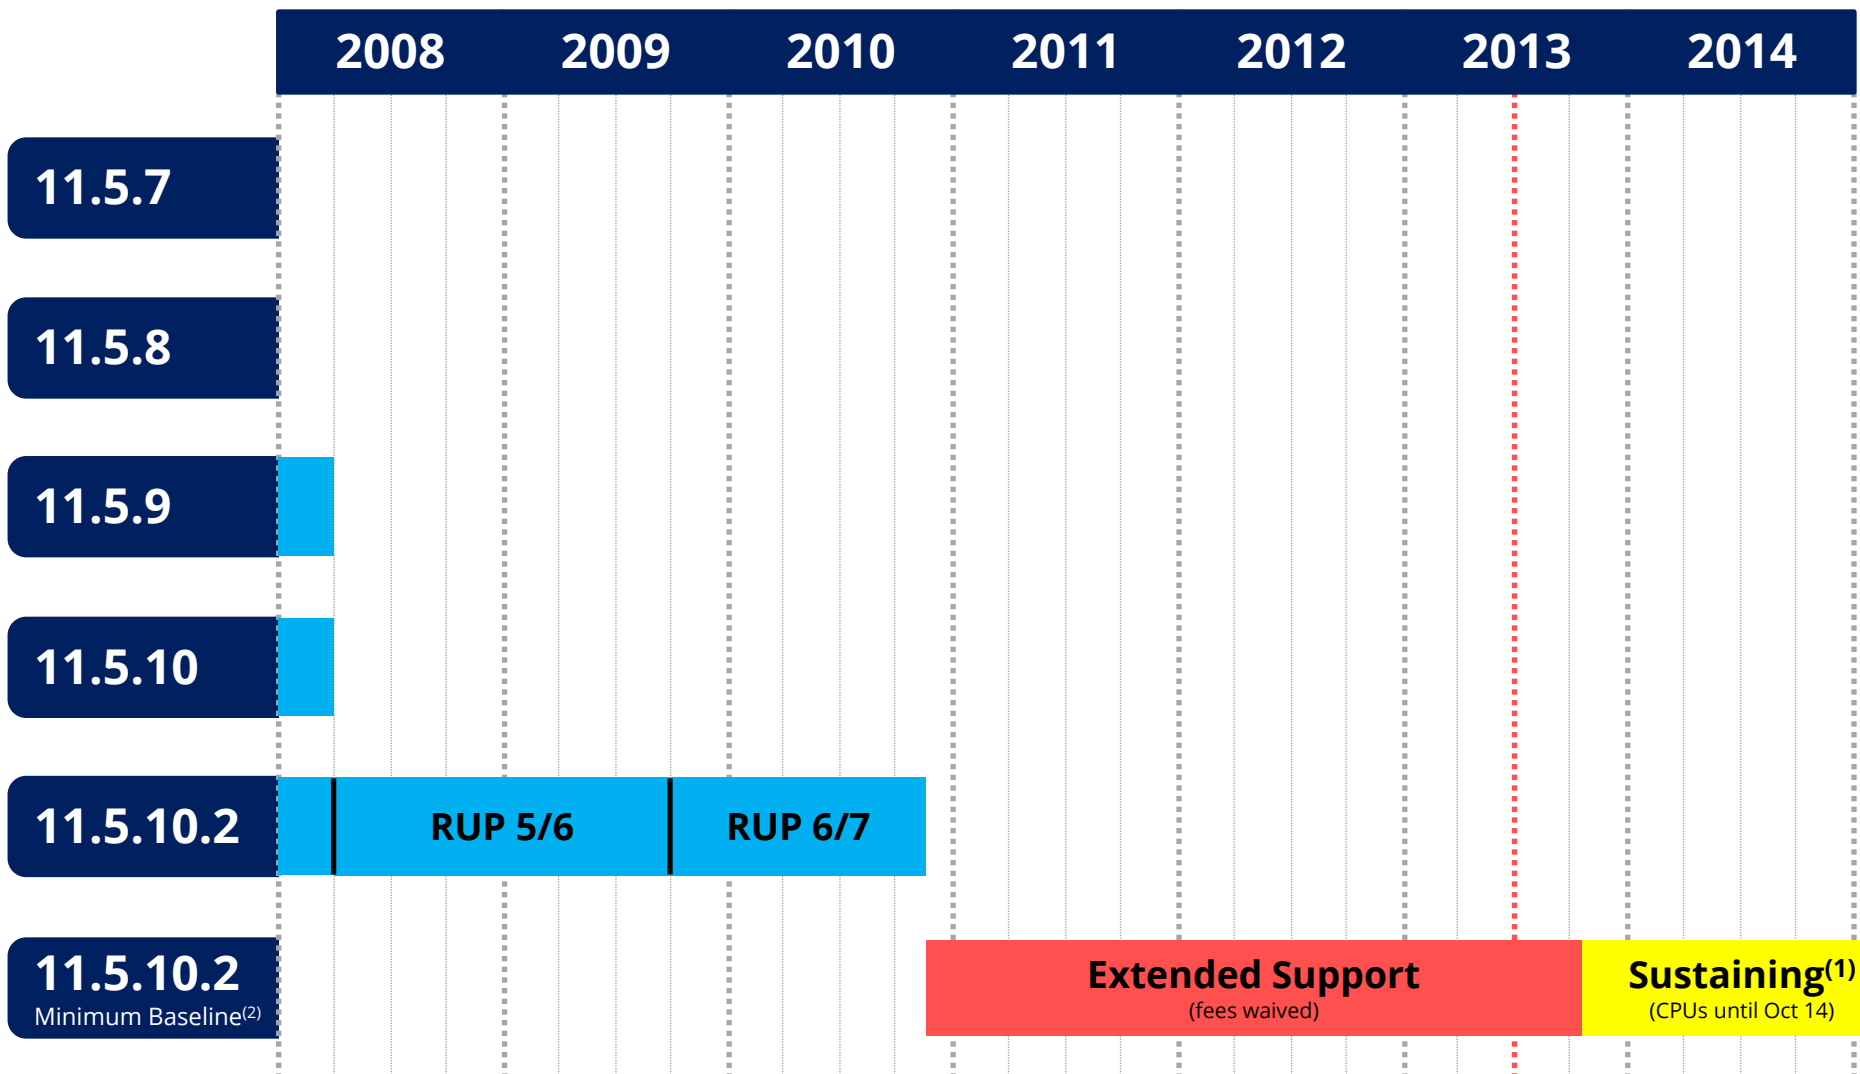 2008 2009 2010 2011 2012 2013 2014
11.5.7
11.5.8
11.5.9
11.5.10
11.5.10.2 RUP 5/6 RUP 6/7
11.5.10.2 Extended Support Sustaining(1)
Minimum Baseline(2) (fees waived) (CPUs until Oct 14)